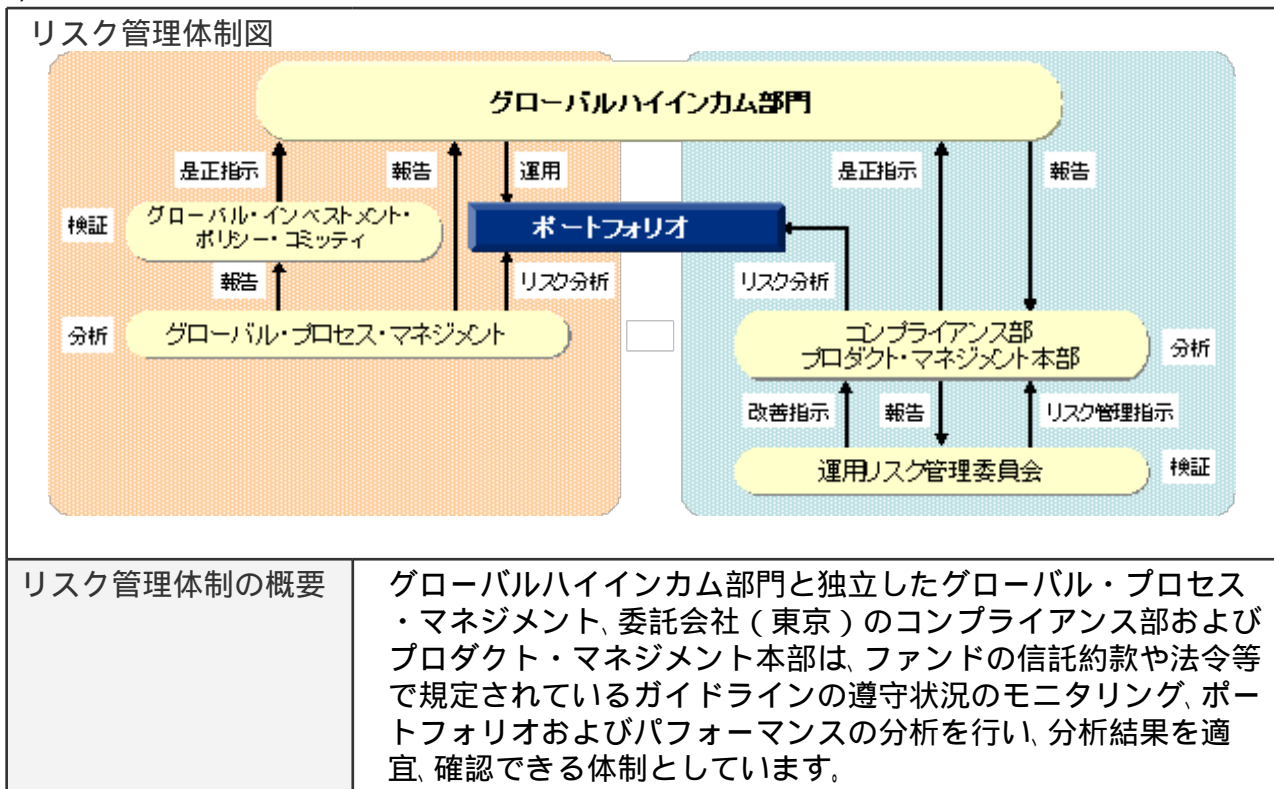 リスク管理体制図
グローバルハイインカム部門
是正指示
報告
運用
是正指示
報告
検証
グローバル・インベストメント・
ポリシー・コミッティ
ポートフォリオ
報告
リスク分析
リスク分析
分析
グローバル・プロセス・マネジメント
コンプライアンス部
プロダクト・マネジメント本部
分析
改善指示
報告
リスク管理指示
運用リスク管理委員会
検証
リスク管理体制の概要
グローバルハイインカム部門と独立したグローバル・プロセス
・マネジメント、委託会社（東京）のコンプライアンス部および
プロダクト・マネジメント本部は、ファンドの信託約款や法令等
で規定されているガイドラインの遵守状況のモニタリング、ポー
トフォリオおよびパフォーマンスの分析を行い、分析結果を適
宜、確認できる体制としています。